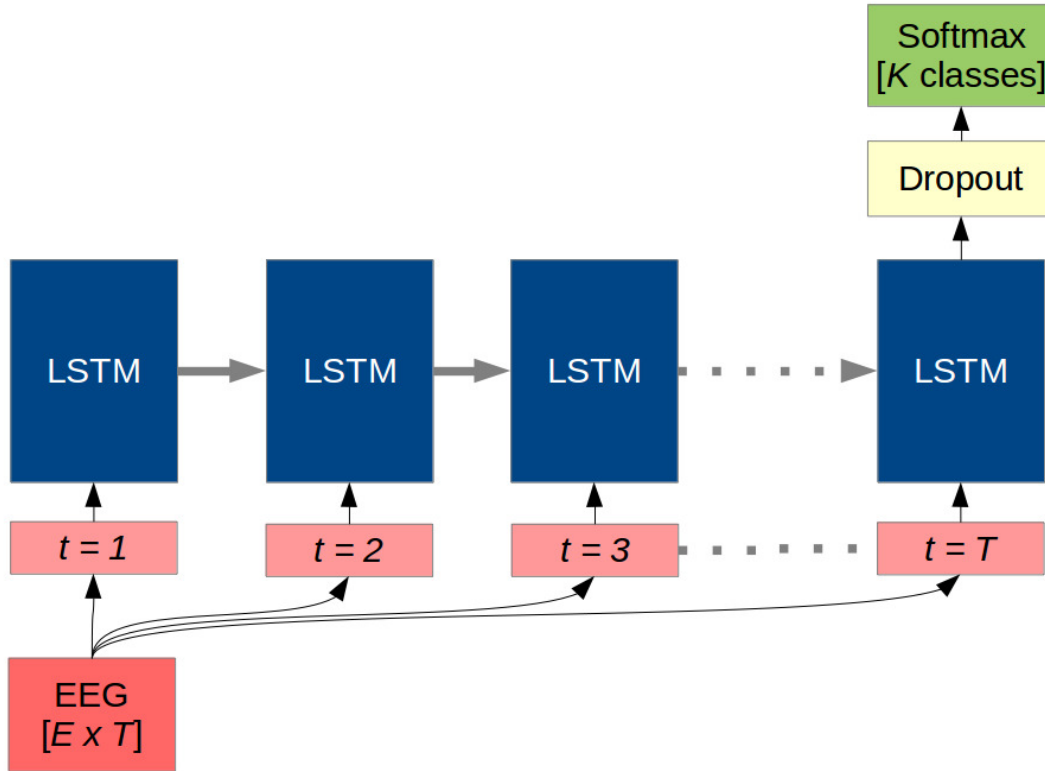 Softmax
[K classes]
Dropout
LSTM
LSTM
LSTM
LSTM
t = 1
t = 2
t = 3
t = T
EEG
[E x T]